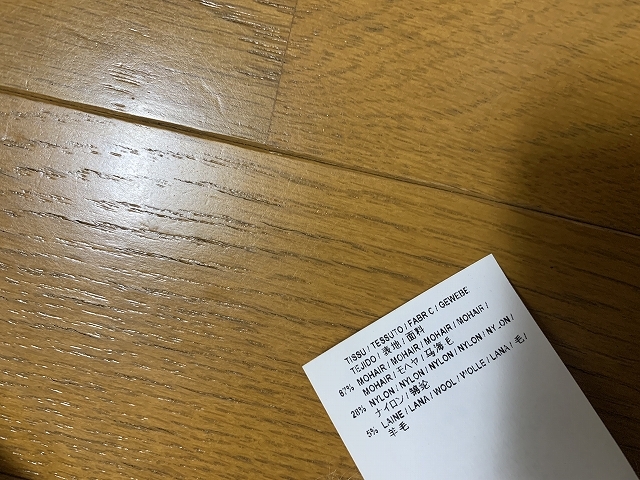 TISSU / TESSUTO / FABR C / GEWEBE
TEJIDO / 表地 / 面料
67% MOHAIR / MOHAIR / MOHAIR / MOHAIR /
MOHAIR / モヘヤ / 马海毛
28% NYLON / NYLON / NYLON / NYLON / NYLON /
ナイロン / 锦纶
5% LAINE / LANA / WOOL / WOLLE / LANA / 毛 /
羊毛